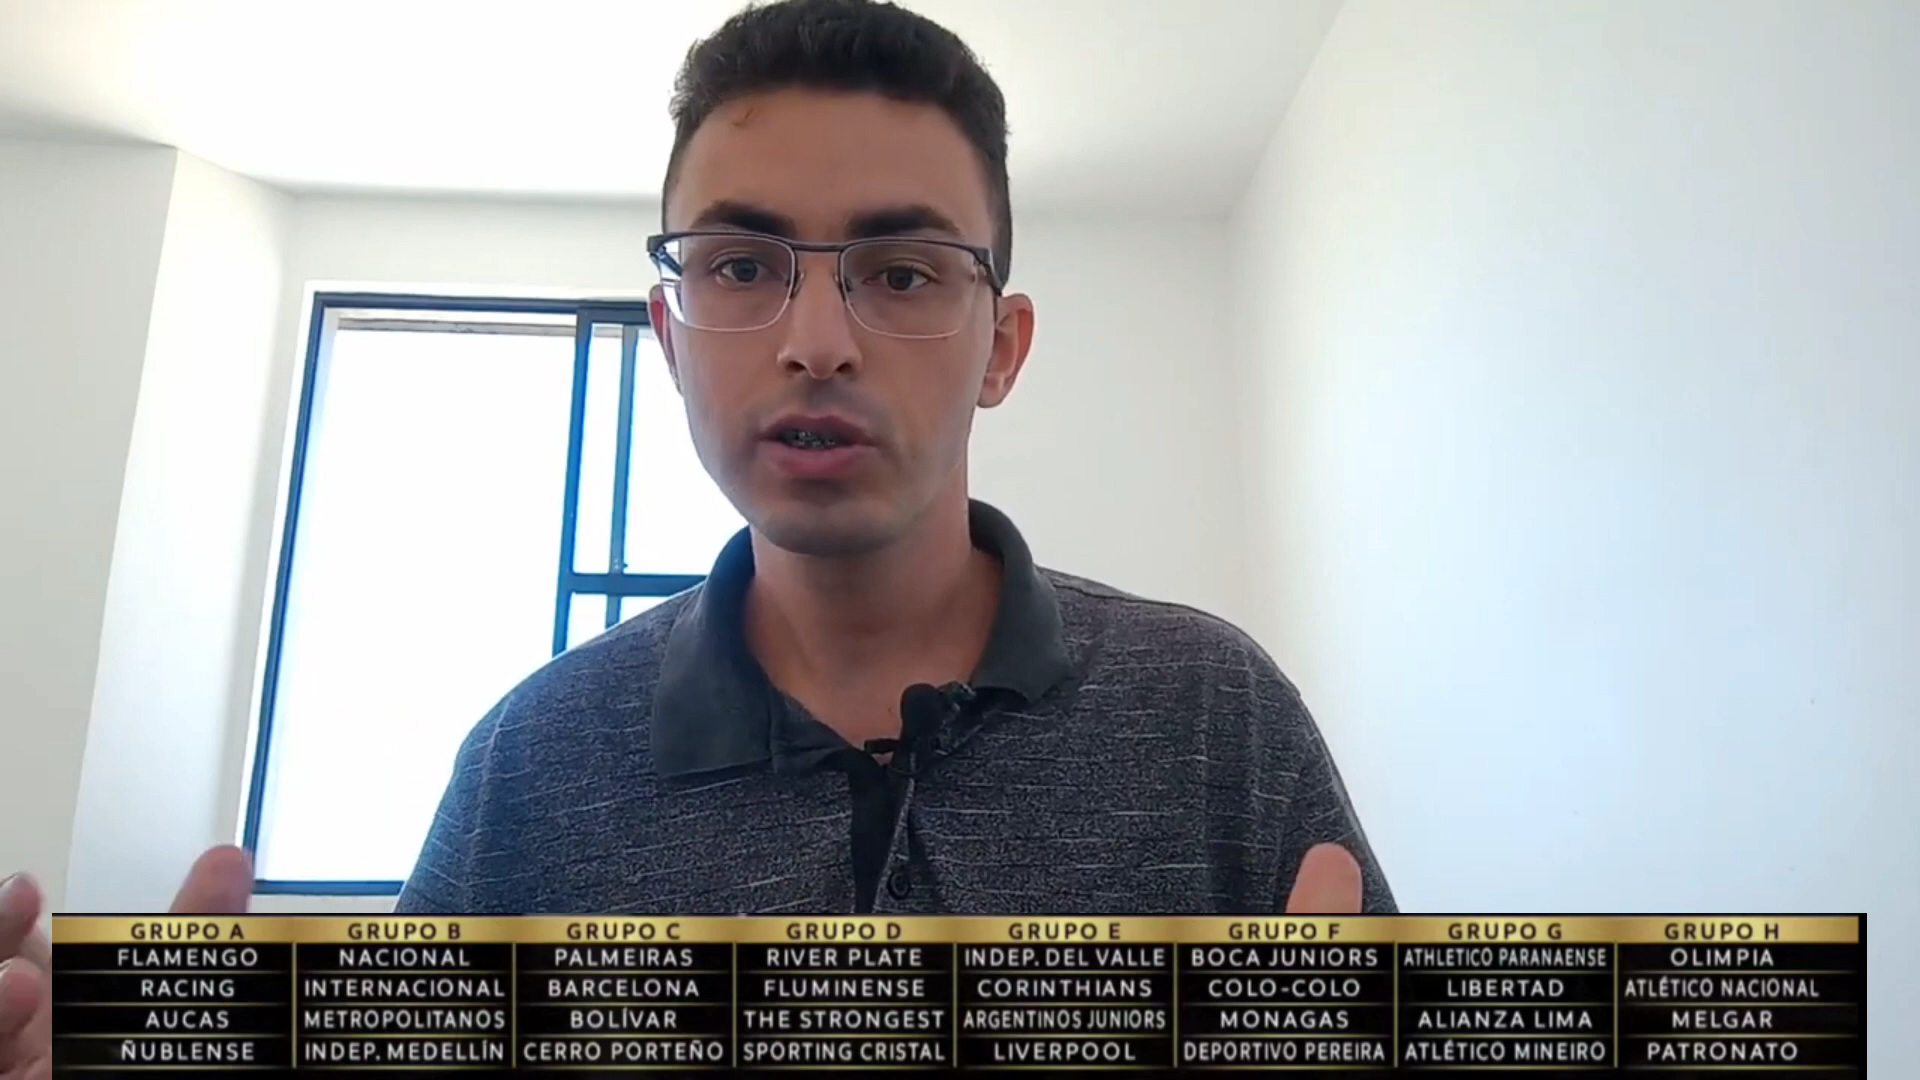 GRUPO A GRUPO B GRUPO C GRUPO D GRUPO E GRUPO F GRUPO G GRUPO H
FLAMENGO NACIONAL PALMEIRAS RIVER PLATE INDEP. DEL VALLE BOCA JUNIORS ATHLETICO PARANAENSE OLIMPIA
RACING INTERNACIONAL BARCELONA FLUMINENSE CORINTHIANS COLO-COLO LIBERTAD ATLÉTICO NACIONAL
AUCAS METROPOLITANOS BOLÍVAR THE STRONGEST ARGENTINOS JUNIORS MONAGAS ALIANZA LIMA MELGAR
ÑUBLENSE INDEP. MEDELLÍN CERRO PORTEÑO SPORTING CRISTAL LIVERPOOL DEPORTIVO PEREIRA ATLÉTICO MINEIRO PATRONATO